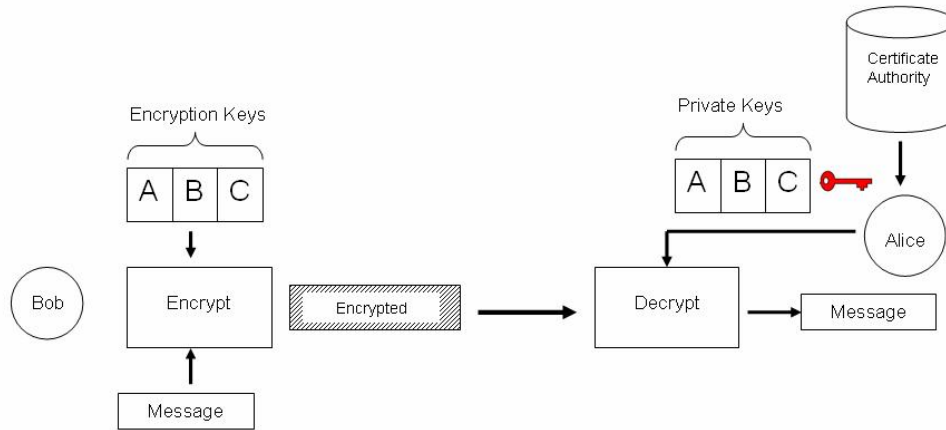 Certificate
Authority
Encryption Keys
Private Keys
A B C
A B C
Bob
Encrypt
Encrypted
Decrypt
Alice
Message
Message